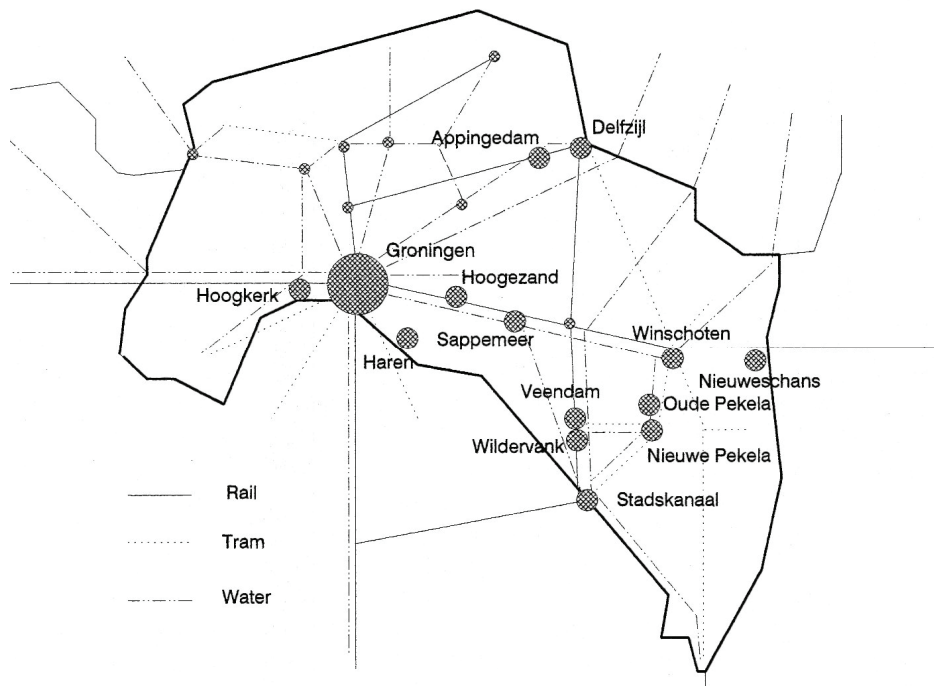 Delfzijl
Appingedam
Groningen
Hoogezand
Hoogkerk
Sappemeer
Winschoten
Haren
Nieuweschans
Veendam
Oude Pekela
Wildervank
Nieuwe Pekela
Stadskanaal
Rail
Tram
Water